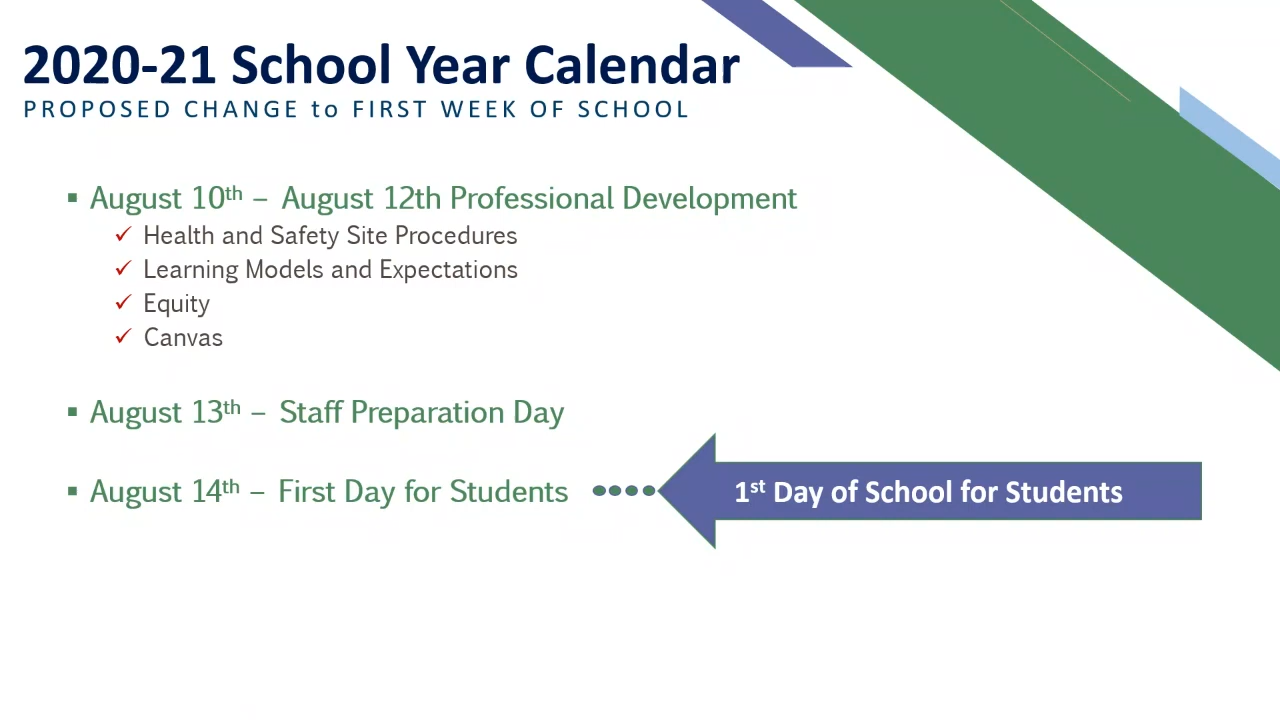 2020-21 School Year Calendar
PROPOSED CHANGE to FIRST WEEK OF SCHOOL
▪ August 10th – August 12th Professional Development
✓ Health and Safety Site Procedures
✓ Learning Models and Expectations
✓ Equity
✓ Canvas
▪ August 13th – Staff Preparation Day
▪ August 14th – First Day for Students
1st Day of School for Students